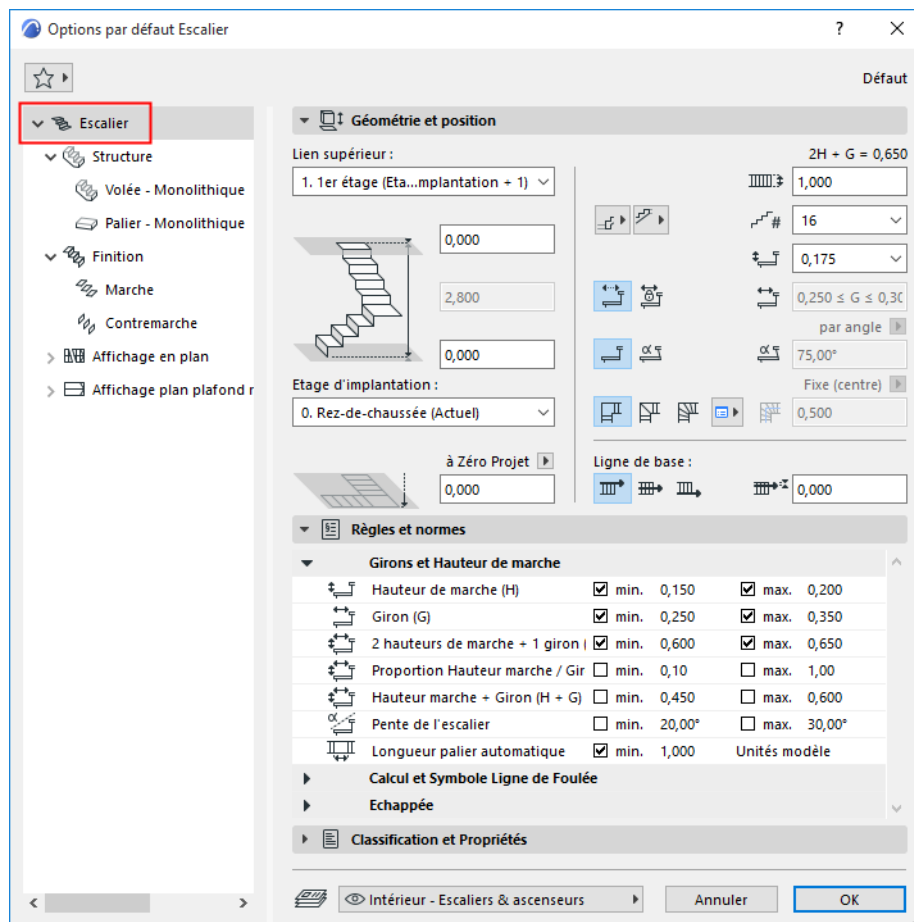 Options par défaut Escalier
?
Défaut
Escalier
Structure
Volée - Monolithique
Palier - Monolithique
Finition
Marche
Contremarche
Affichage en plan
Affichage plan plafond r
Géométrie et position
Lien supérieur :
1. 1er étage (Eta...mplantation + 1)
0,000
2,800
0,000
Etage d'implantation :
0. Rez-de-chaussée (Actuel)
à Zéro Projet
0,000
2H + G = 0,650
1,000
# 16
0,175
0,250 ≤ G ≤ 0,30
par angle
α α 75,00°
Fixe (centre)
0,500
Ligne de base :
0,000
Règles et normes
Girons et Hauteur de marche
Hauteur de marche (H) min. 0,150 max. 0,200
Giron (G) min. 0,250 max. 0,350
2 hauteurs de marche + 1 giron ( min. 0,600 max. 0,650
Proportion Hauteur marche / Gir min. 0,10 max. 1,00
Hauteur marche + Giron (H + G) min. 0,450 max. 0,600
α Pente de l'escalier min. 20,00° max. 30,00°
Longueur palier automatique min. 1,000 Unités modèle
Calcul et Symbole Ligne de Foulée
Echappée
Classification et Propriétés
Intérieur - Escaliers & ascenseurs
Annuler
OK